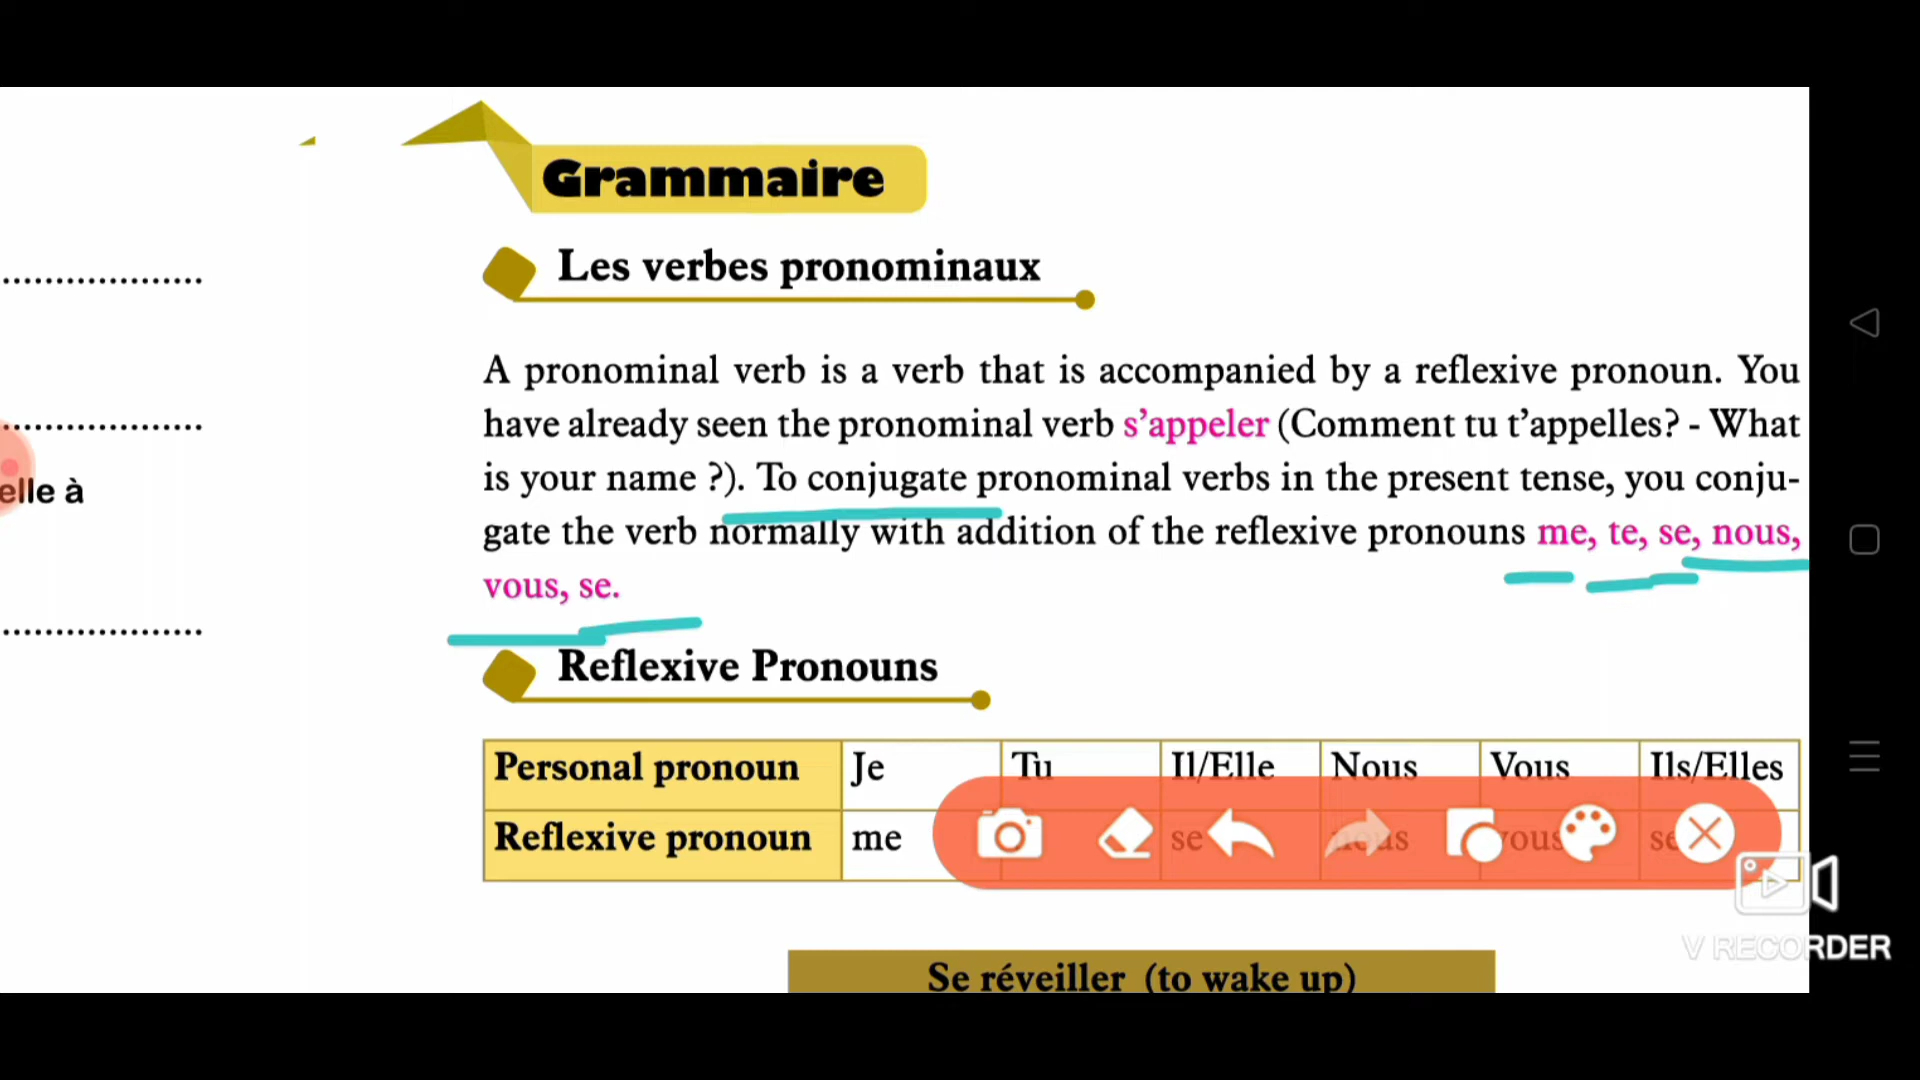 Grammaire
Les verbes pronominaux
A pronominal verb is a verb that is accompanied by a reflexive pronoun. You
have already seen the pronominal verb s'appeler (Comment tu t'appelles? - What
is your name ?). To conjugate pronominal verbs in the present tense, you conju-
gate the verb normally with addition of the reflexive pronouns me, te, se, nous,
vous, se.
elle à
Reflexive Pronouns
Personal pronoun Je Tu Il/Elle Nous Vous Ils/Elles
Reflexive pronoun me se nous vous se
Se réveiller (to wake up)
V RECORDER